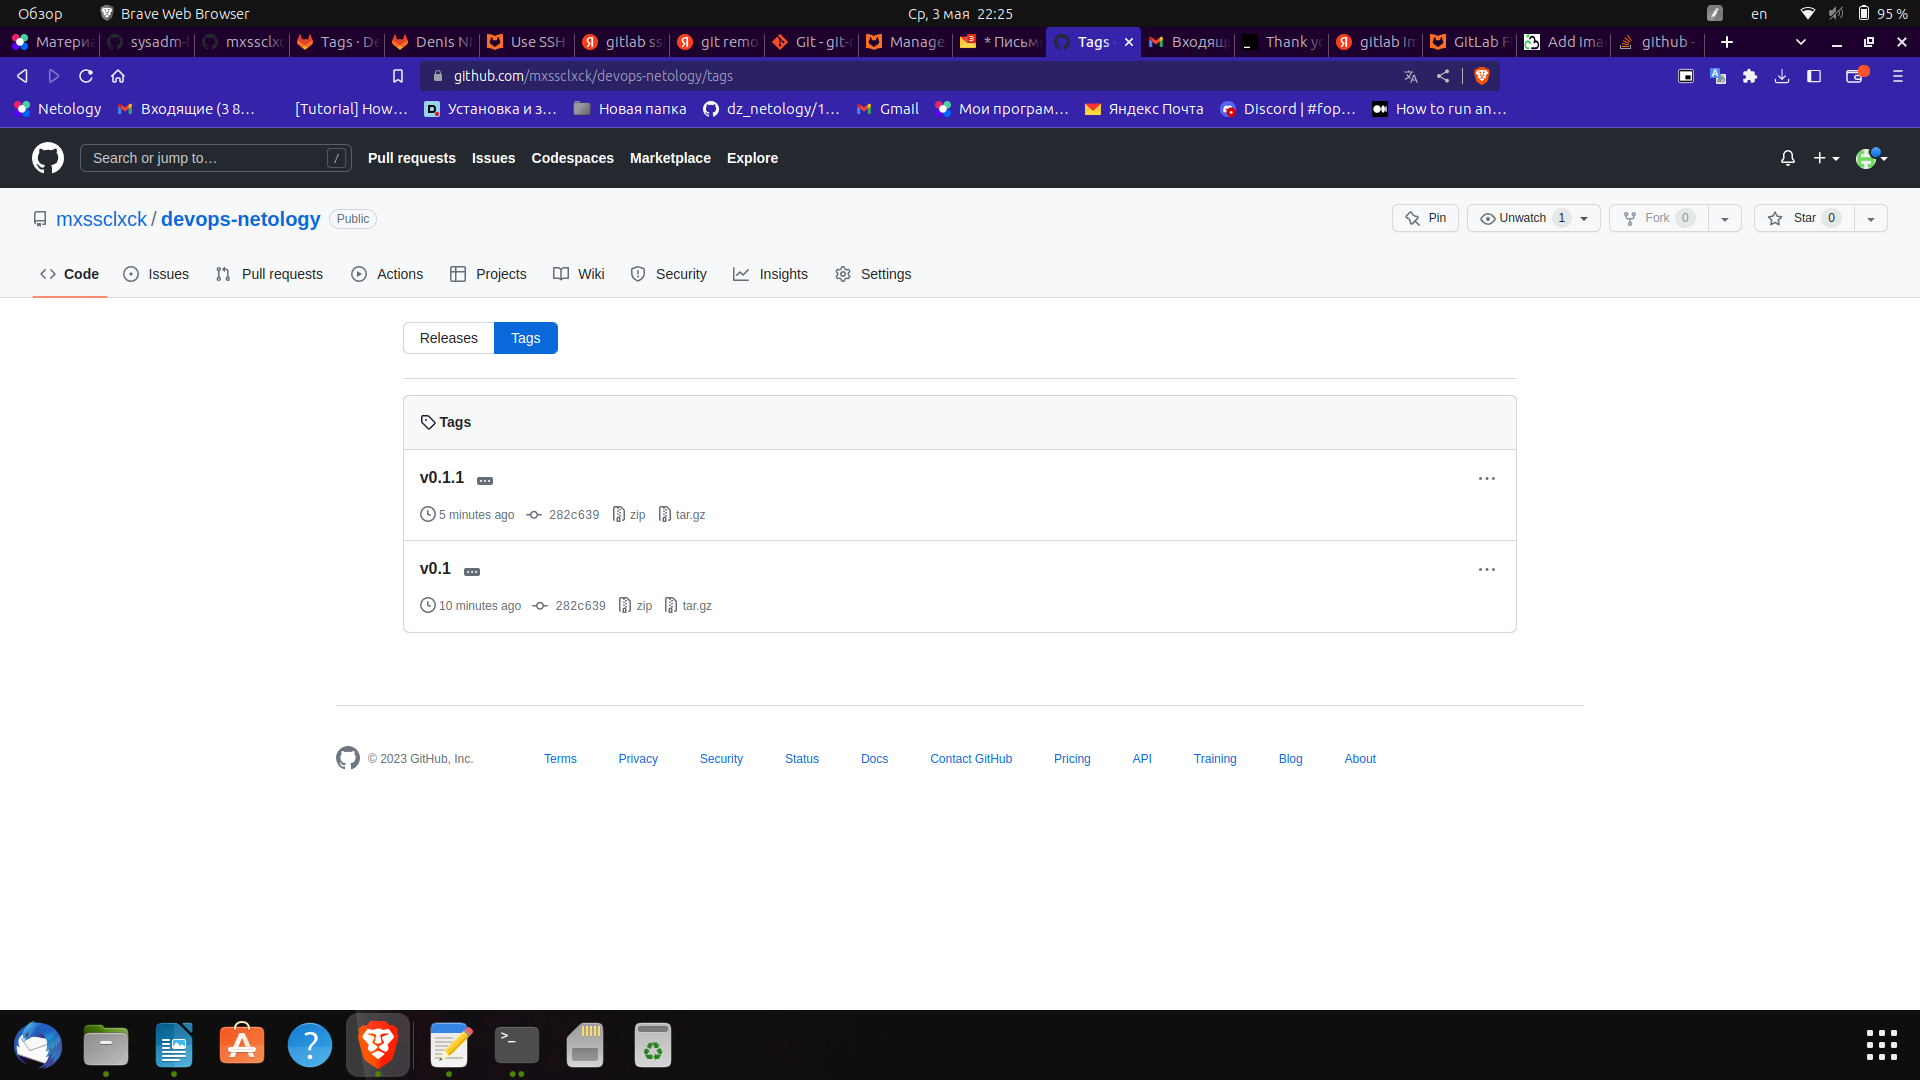 Обзор Brave Web Browser Ср, 3 мая 22:25 en 95 %
Материа sysadm- mxssclxc Tags · De Denis Ni Use SSH gitlab ss git remo Git - git-r Manage * Письм Tags · Входящ Thank yo gitlab im GitLab F Add ima github -
github.com/mxssclxck/devops-netology/tags
Netology Входящие (3 8… [Tutorial] How… Установка и з… Новая папка dz_netology/1… Gmail Мои програм… Яндекс Почта Discord | #fop… How to run an…
Search or jump to… / Pull requests Issues Codespaces Marketplace Explore
mxssclxck / devops-netology Public Pin Unwatch 1 Fork 0 Star 0
Code Issues Pull requests Actions Projects Wiki Security Insights Settings
Releases Tags
Tags
v0.1.1
5 minutes ago 282c639 zip tar.gz
v0.1
10 minutes ago 282c639 zip tar.gz
© 2023 GitHub, Inc. Terms Privacy Security Status Docs Contact GitHub Pricing API Training Blog About